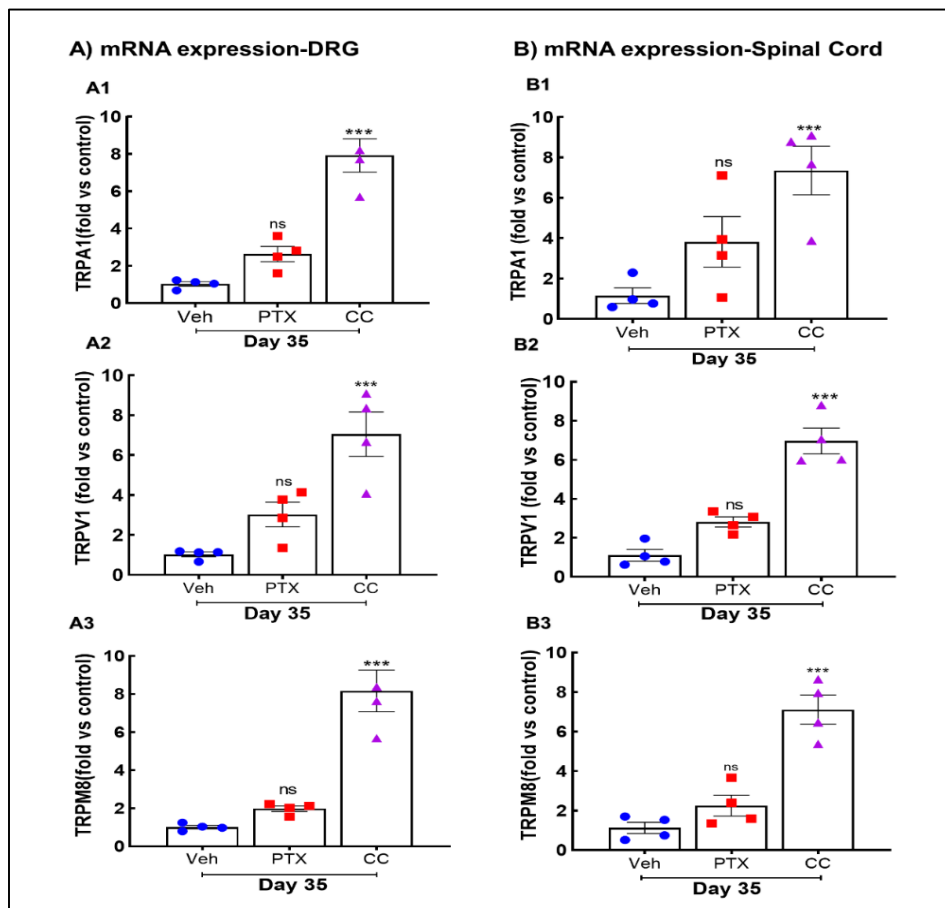 A) mRNA expression-DRG
A1
TRPA1(fold vs control)
10
8
6
4
2
0
ns
***
Veh PTX CC
Day 35
A2
TRPV1 (fold vs control)
10
8
6
4
2
0
ns
***
Veh PTX CC
Day 35
A3
TRPM8(fold vs control)
10
8
6
4
2
0
ns
***
Veh PTX CC
Day 35
B) mRNA expression-Spinal Cord
B1
TRPA1 (fold vs control)
10
8
6
4
2
0
ns
***
Veh PTX CC
Day 35
B2
TRPV1 (fold vs control)
10
8
6
4
2
0
ns
***
Veh PTX CC
Day 35
B3
TRPM8(fold vs control)
10
8
6
4
2
0
ns
***
Veh PTX CC
Day 35